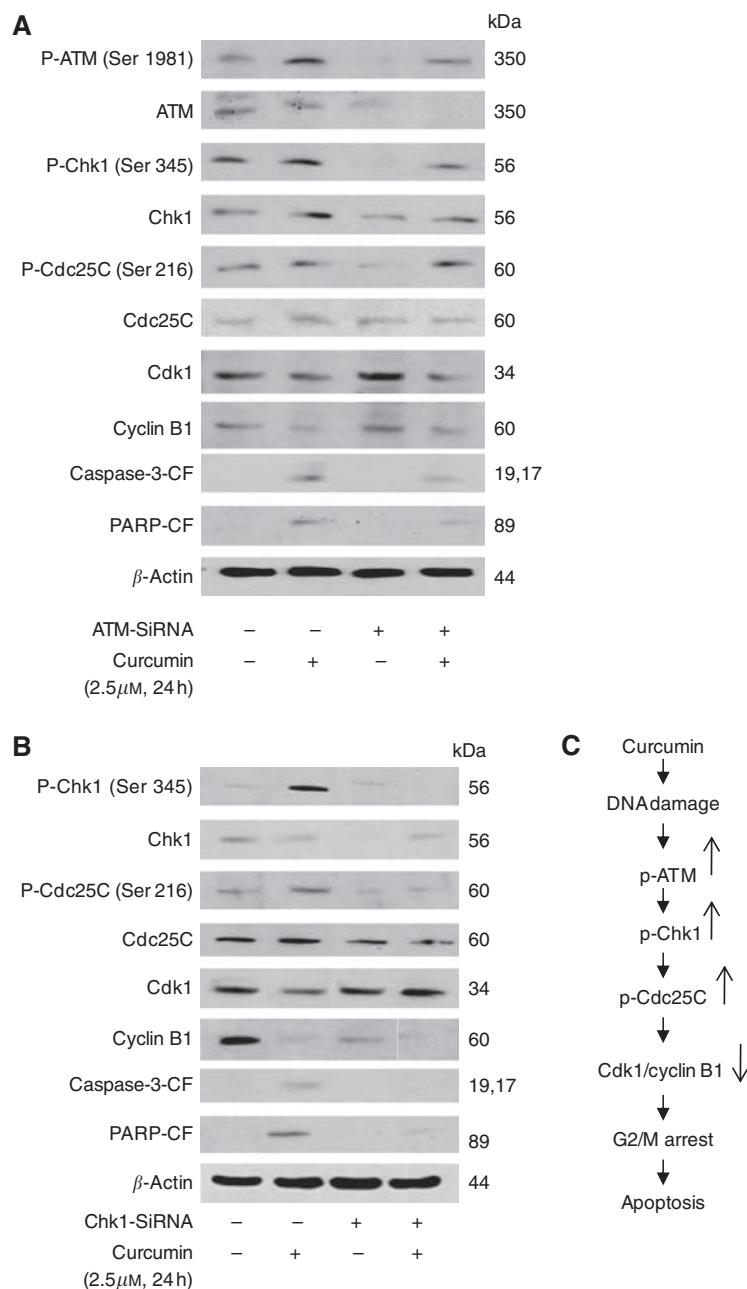 A
kDa
P-ATM (Ser 1981) 350
ATM 350
P-Chk1 (Ser 345) 56
Chk1 56
P-Cdc25C (Ser 216) 60
Cdc25C 60
Cdk1 34
Cyclin B1 60
Caspase-3-CF 19,17
PARP-CF 89
β-Actin 44
ATM-SiRNA – – + +
Curcumin – + – +
(2.5μM, 24 h)
B
kDa
P-Chk1 (Ser 345) 56
Chk1 56
P-Cdc25C (Ser 216) 60
Cdc25C 60
Cdk1 34
Cyclin B1 60
Caspase-3-CF 19,17
PARP-CF 89
β-Actin 44
Chk1-SiRNA – – + +
Curcumin – + – +
(2.5μM, 24 h)
C
Curcumin
DNA damage
p-ATM
p-Chk1
p-Cdc25C
Cdk1/cyclin B1
G2/M arrest
Apoptosis